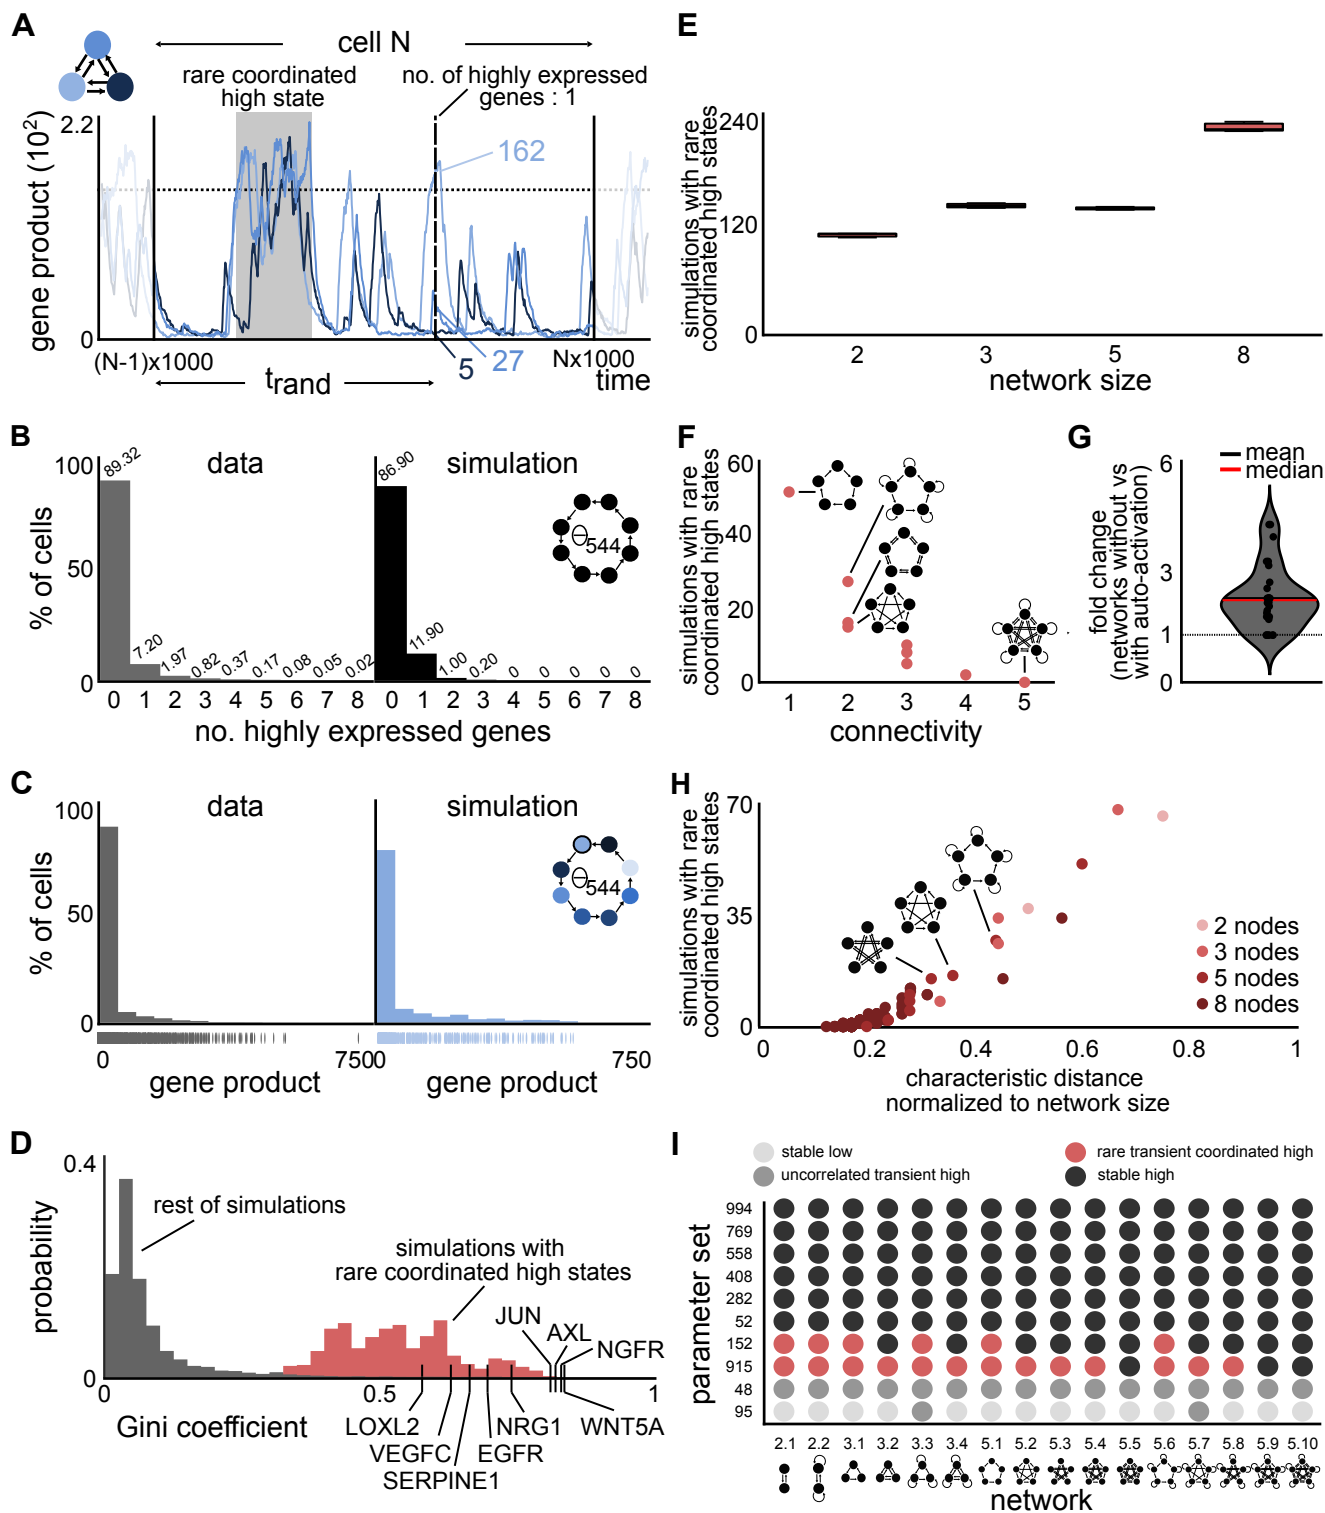 A
cell N
rare coordinated
high state
no. of highly expressed
genes : 1
gene product (10²)
2.2
0
162
5
27
(N-1)x1000
Nx1000
t_rand
time
B
data
simulation
% of cells
100
50
0
89.32
7.20
1.97
0.82
0.37
0.17
0.08
0.05
0.02
86.90
11.90
1.00
0.20
0
0
0
0
0
544
0 1 2 3 4 5 6 7 8
0 1 2 3 4 5 6 7 8
no. highly expressed genes
C
data
simulation
% of cells
100
50
0
544
0
7500
750
gene product
gene product
D
probability
0.4
0
rest of simulations
simulations with
rare coordinated high states
JUN
AXL
NGFR
0
0.5
1
Gini coefficient
LOXL2
NRG1
WNT5A
VEGFC
EGFR
SERPINE1
E
simulations with rare
coordinated high states
240
120
0
2 3 5 8
network size
F
simulations with rare
coordinated high states
60
40
20
0
1 2 3 4 5
connectivity
G
mean
median
fold change
(networks without vs
with auto-activation)
6
3
1
0
H
simulations with rare
coordinated high states
70
35
0
2 nodes
3 nodes
5 nodes
8 nodes
0 0.2 0.4 0.6 0.8 1
characteristic distance
normalized to network size
I
stable low
rare transient coordinated high
uncorrelated transient high
stable high
parameter set
994
769
558
408
282
52
152
915
48
95
2.1 2.2 3.1 3.2 3.3 3.4 5.1 5.2 5.3 5.4 5.5 5.6 5.7 5.8 5.9 5.10
network